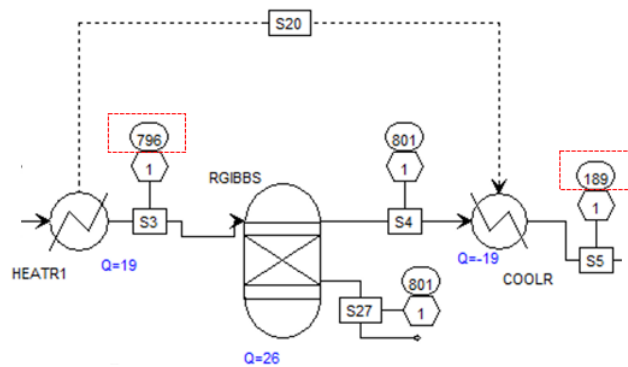 S20
796
1
801
1
189
1
RGIBBS
S3
S4
S5
HEATR1
Q=19
Q=-19
COOLR
801
S27
1
Q=26